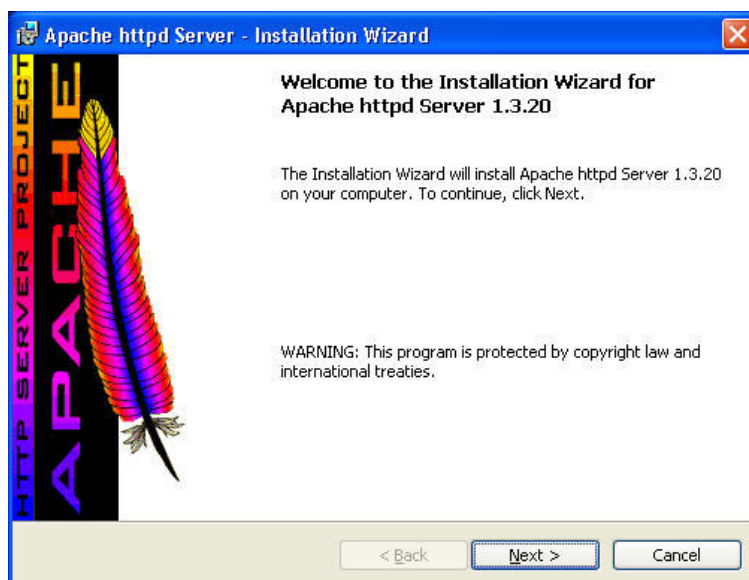 Apache httpd Server - Installation Wizard
HTTP SERVER PROJECT
APACHE
Welcome to the Installation Wizard for
Apache httpd Server 1.3.20
The Installation Wizard will install Apache httpd Server 1.3.20
on your computer. To continue, click Next.
WARNING: This program is protected by copyright law and
international treaties.
< Back
Next >
Cancel